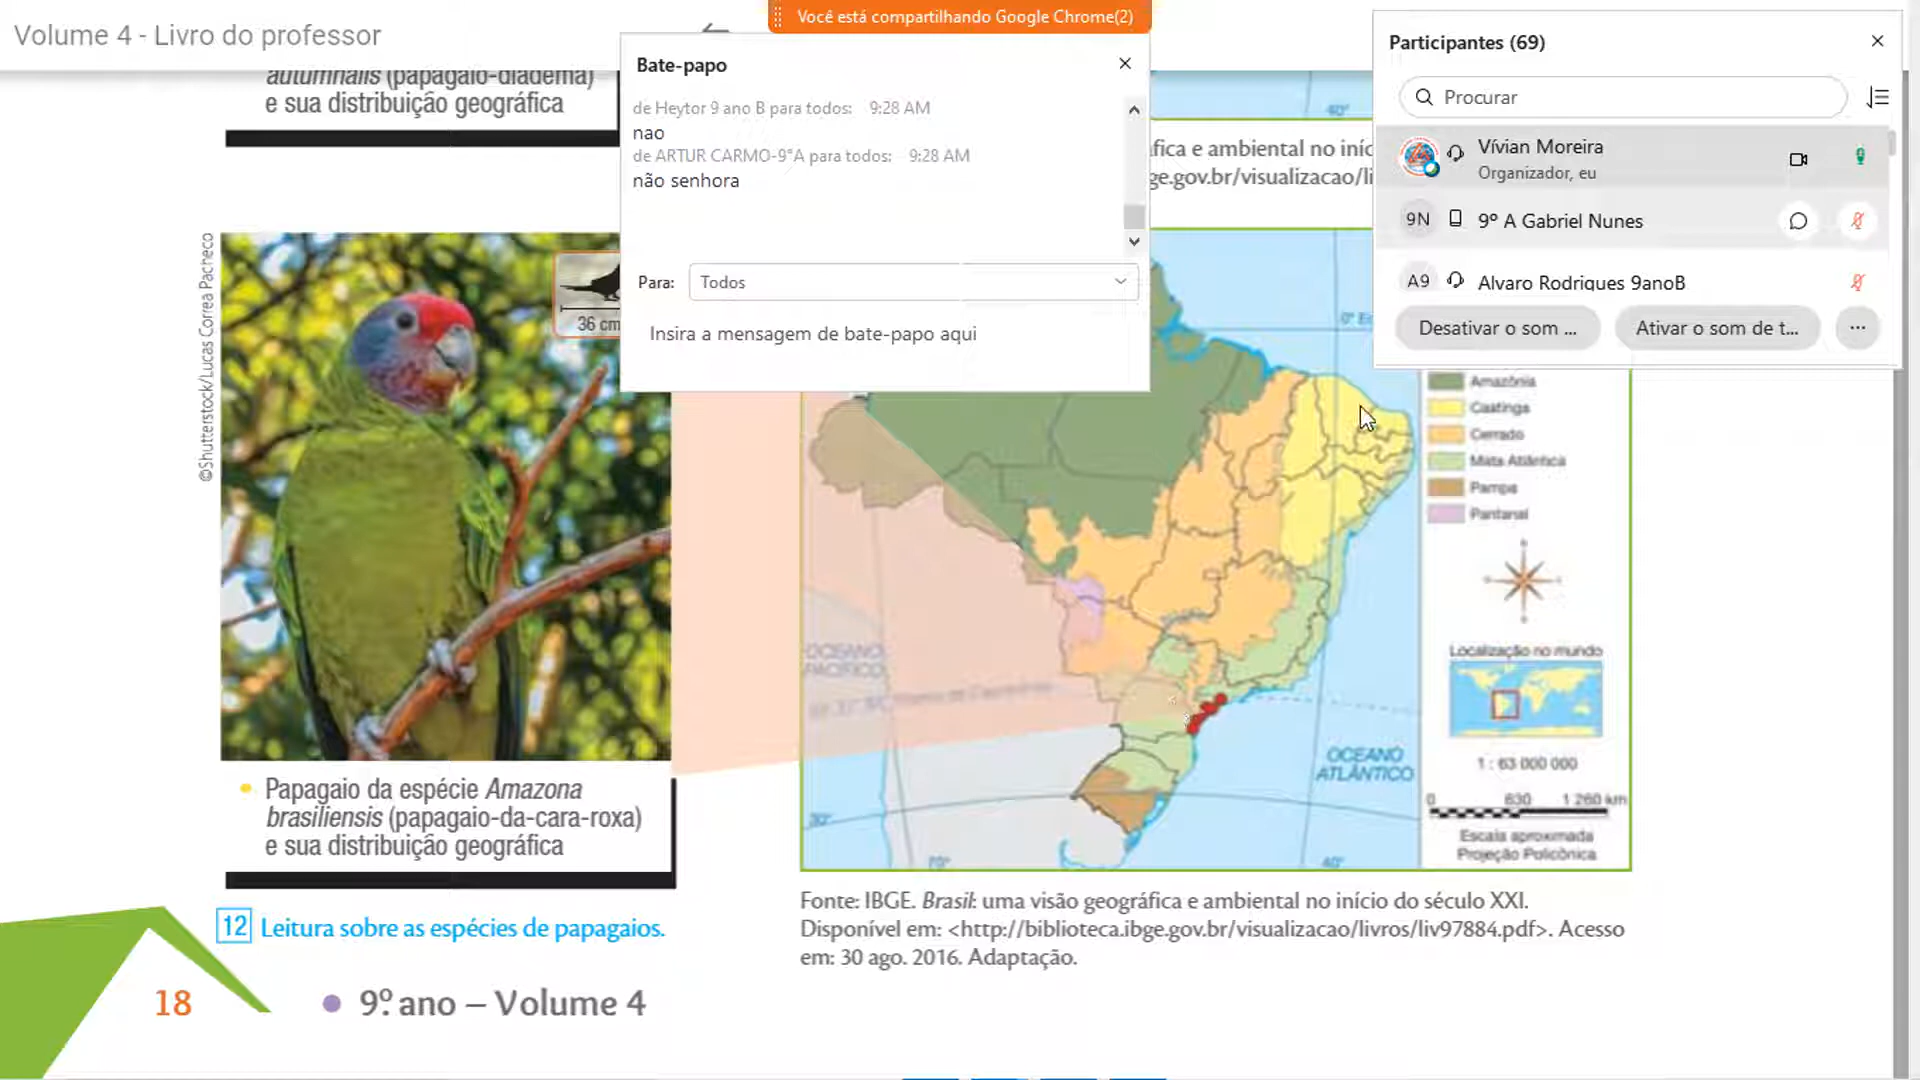 Você está compartilhando Google Chrome(2)
Volume 4 - Livro do professor
autumnalis (papagaio-diadema)
e sua distribuição geográfica
Bate-papo
de Heytor 9 ano B para todos: 9:28 AM
nao
de ARTUR CARMO-9°A para todos: 9:28 AM
não senhora
Para: Todos
Insira a mensagem de bate-papo aqui
40°
fica e ambiental no iníc
ge.gov.br/visualizacao/li
Participantes (69)
Procurar
Vívian Moreira
Organizador, eu
9N 9º A Gabriel Nunes
A9 Alvaro Rodrigues 9anoB
Desativar o som ...
Ativar o som de t...
©Shutterstock/Lucas Correa Pacheco
36 cm
Amazônia
Caatinga
Cerrado
Mata Atlântica
Pampa
Pantanal
Localização no mundo
OCEANO
PACÍFICO
OCEANO
ATLÂNTICO
1 : 63 000 000
0 630 1 260 km
Escala aproximada
Projeção Policônica
30°
70°
40°
Papagaio da espécie Amazona
brasiliensis (papagaio-da-cara-roxa)
e sua distribuição geográfica
Fonte: IBGE. Brasil: uma visão geográfica e ambiental no início do século XXI.
Disponível em: <http://biblioteca.ibge.gov.br/visualizacao/livros/liv97884.pdf>. Acesso
em: 30 ago. 2016. Adaptação.
12 Leitura sobre as espécies de papagaios.
18 9º. ano – Volume 4